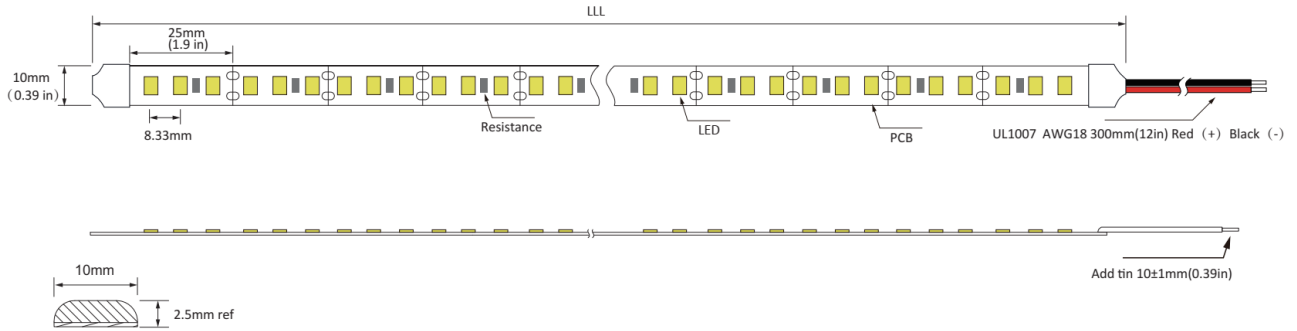 LLL
25mm
(1.9 in)
10mm
(0.39 in)
8.33mm
Resistance
LED
PCB
UL1007 AWG18 300mm(12in) Red (+) Black (-)
Add tin 10±1mm(0.39in)
10mm
2.5mm ref